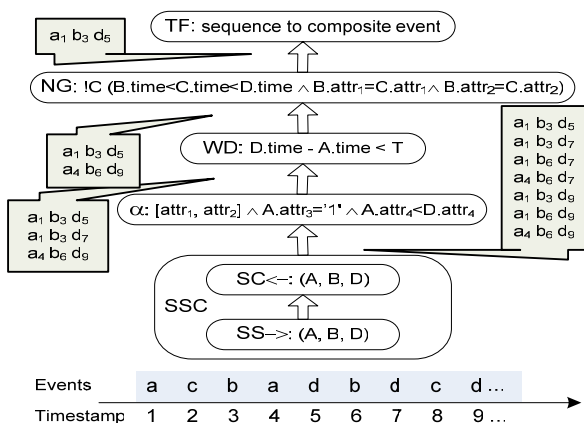 TF: sequence to composite event
a₁ b₃ d₅
NG: !C (B.time<C.time<D.time ∧ B.attr₁=C.attr₁∧ B.attr₂=C.attr₂)
a₁ b₃ d₅
a₄ b₆ d₉
WD: D.time - A.time < T
a₁ b₃ d₅
a₁ b₃ d₇
a₁ b₆ d₇
a₄ b₆ d₇
a₁ b₃ d₉
a₁ b₆ d₉
a₄ b₆ d₉
α: [attr₁, attr₂] ∧ A.attr₃='1' ∧ A.attr₄<D.attr₄
a₁ b₃ d₅
a₁ b₃ d₇
a₄ b₆ d₉
SSC
SC<–: (A, B, D)
SS–>: (A, B, D)
Events a c b a d b d c d ...
Timestamp 1 2 3 4 5 6 7 8 9 ...